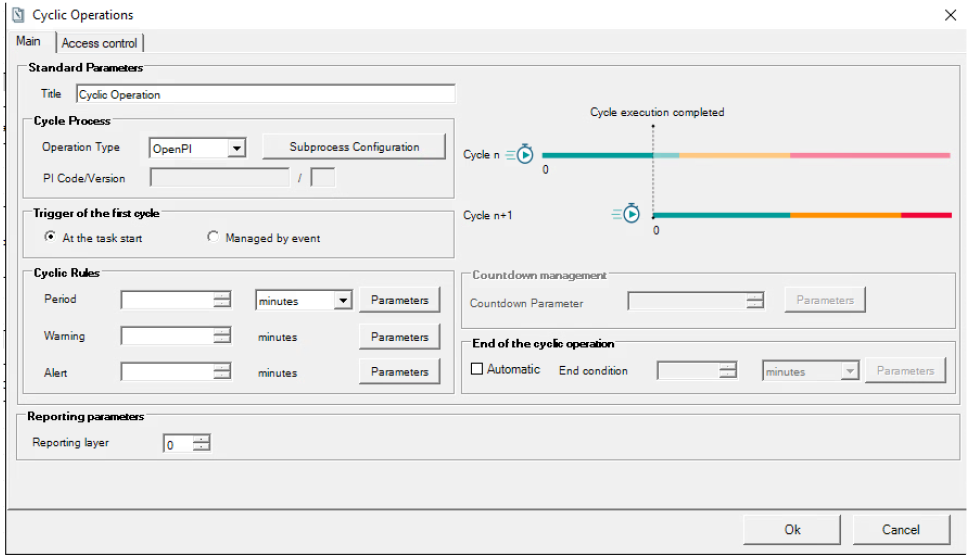 Cyclic Operations
Main Access control
Standard Parameters
Title Cyclic Operation
Cycle Process
Operation Type OpenPI Subprocess Configuration
PI Code/Version /
Trigger of the first cycle
At the task start Managed by event
Cycle execution completed
Cycle n
0
Cycle n+1
0
Cyclic Rules
Period minutes Parameters
Warning minutes Parameters
Alert minutes Parameters
Countdown management
Countdown Parameter Parameters
End of the cyclic operation
Automatic End condition minutes Parameters
Reporting parameters
Reporting layer 0
Ok Cancel